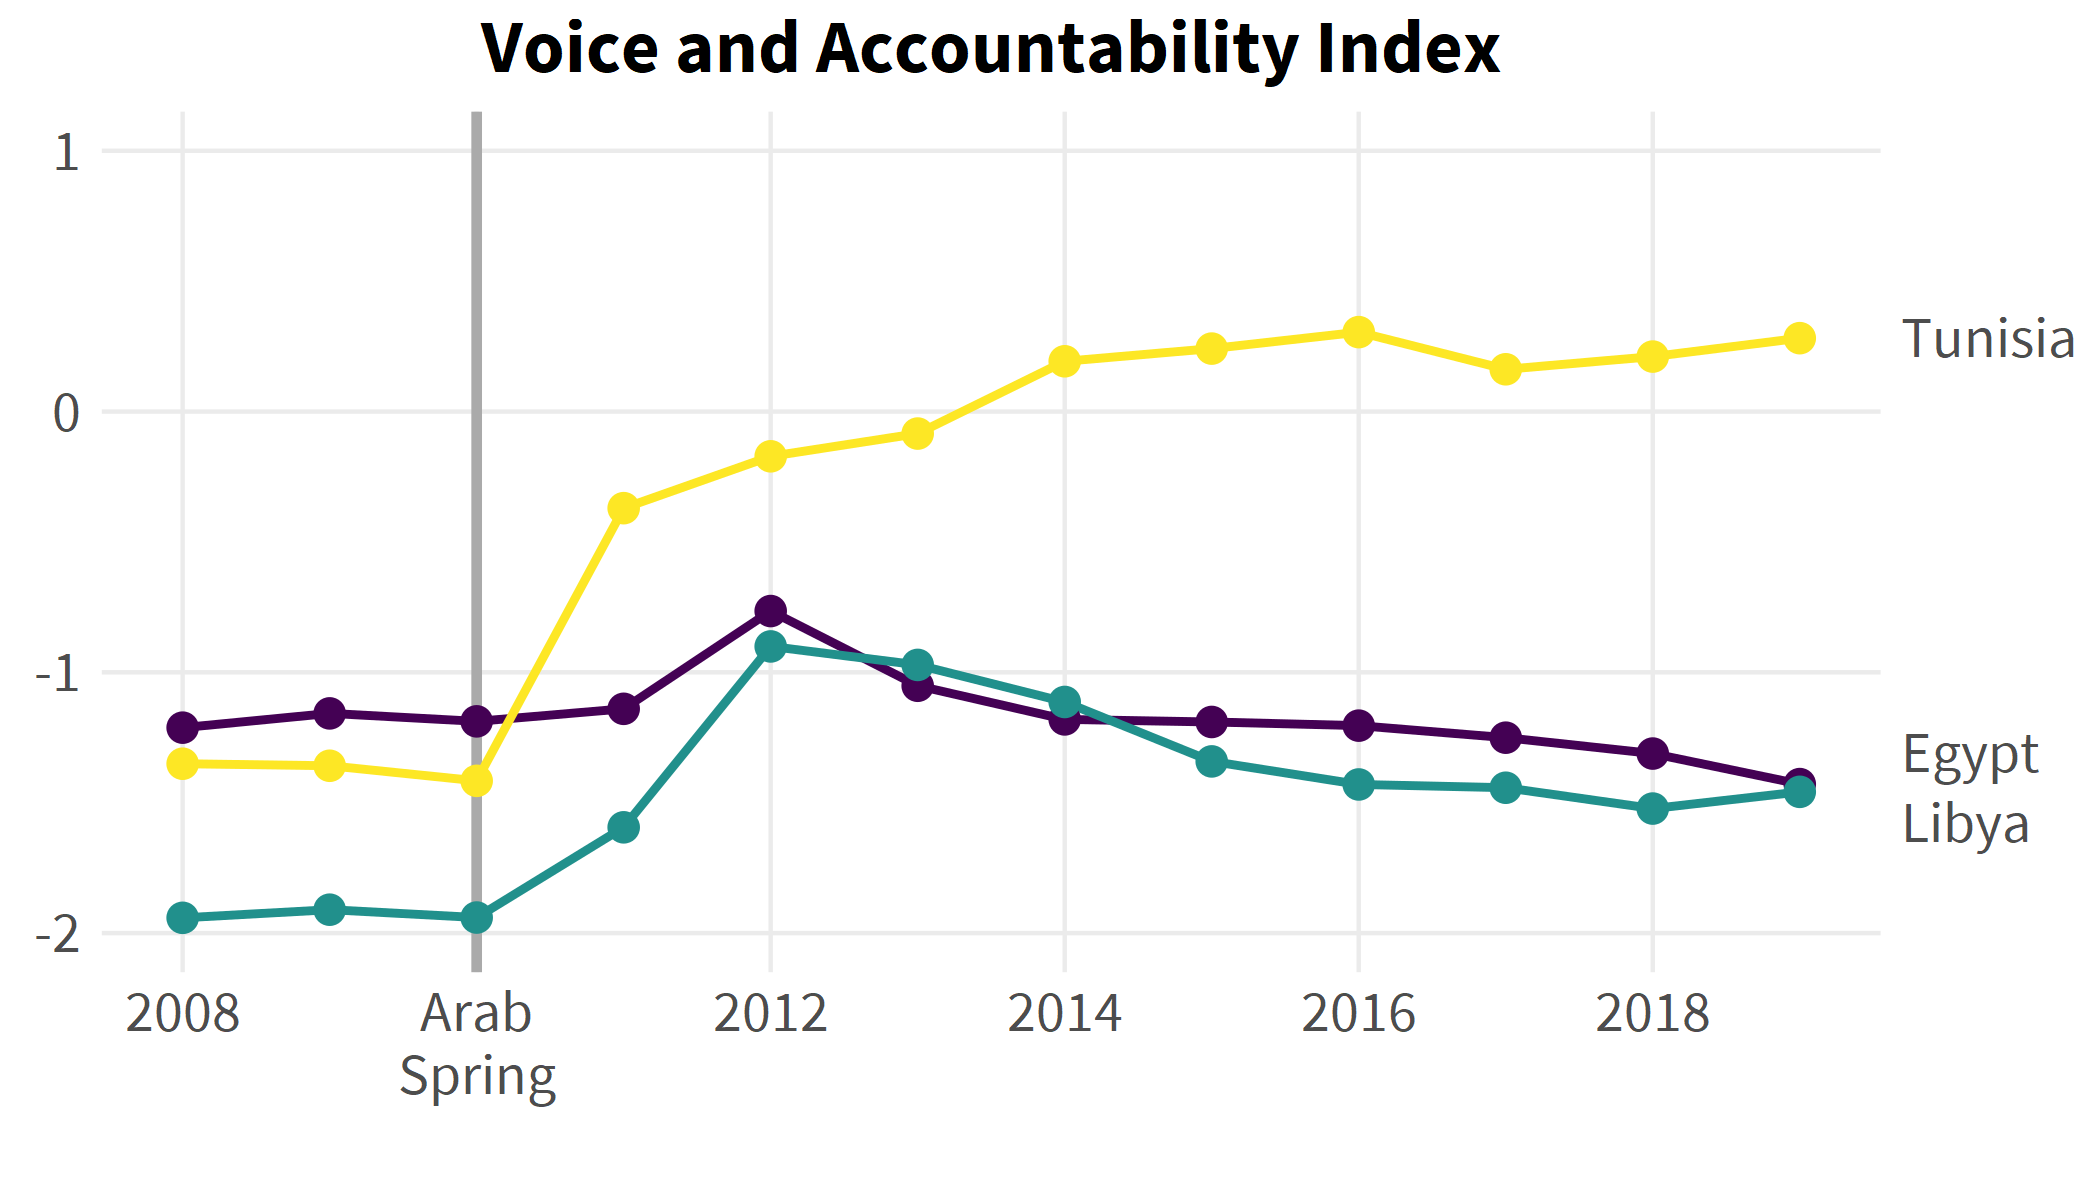 Voice and Accountability Index
1
0
-1
-2
Tunisia
Egypt
Libya
2008
Arab
Spring
2012
2014
2016
2018